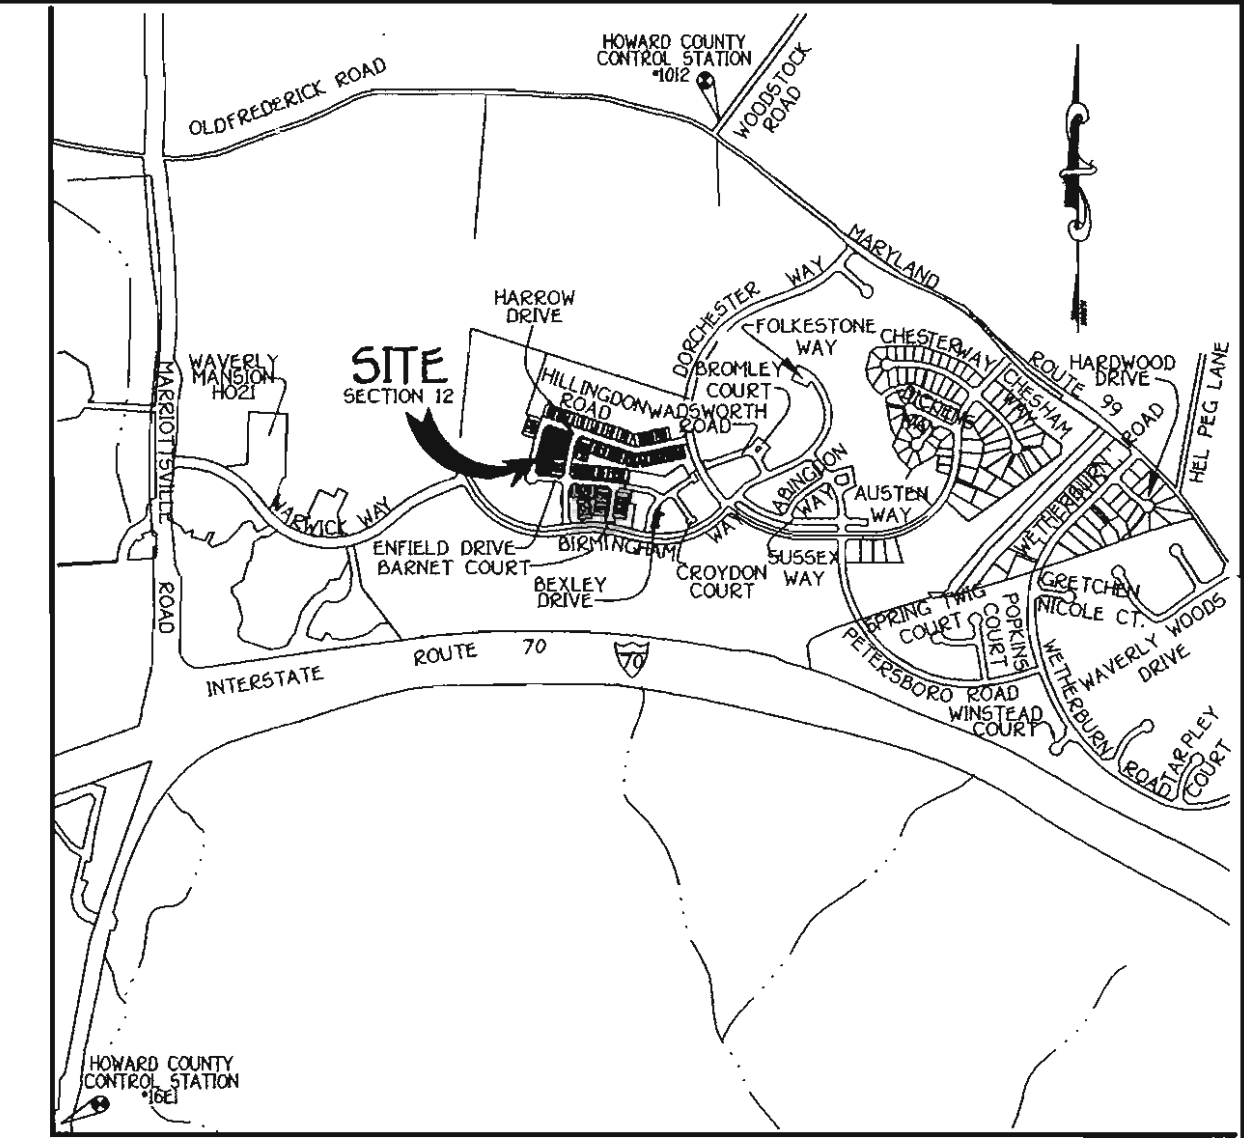 HOWARD COUNTY
CONTROL STATION
*1012
WOODSTOCK
ROAD
OLDFREDERICK ROAD
MARYLAND
ROUTE 99
DORCHESTER WAY
HARROW
DRIVE
FOLKESTONE
WAY
CHESTERWAY
HARDWOOD
DRIVE
HEL PEG LANE
WAVERLY
MANSION
HO21
SITE
SECTION 12
HILLINGDON
ROAD
BROMLEY
COURT
WADSWORTH
ROAD
CHESHAM
WAY
DICKENS
WAY
MARRIOTTSVILLE ROAD
WARWICK WAY
ABINGDON
WAY
AUSTEN
WAY
WETHERBURN ROAD
ENFIELD DRIVE
BARNET COURT
BIRMINGHAM WAY
BEXLEY
DRIVE
CROYDON
COURT
SUSSEX
WAY
SPRING TWIG
COURT
POPKINS
COURT
GRETCHEN
NICOLE CT.
WAVERLY WOODS
DRIVE
PETERSBORO ROAD
WINSTEAD
COURT
WETHERBURN ROAD
TARPLEY
COURT
INTERSTATE ROUTE 70
70
HOWARD COUNTY
CONTROL STATION
*16E1